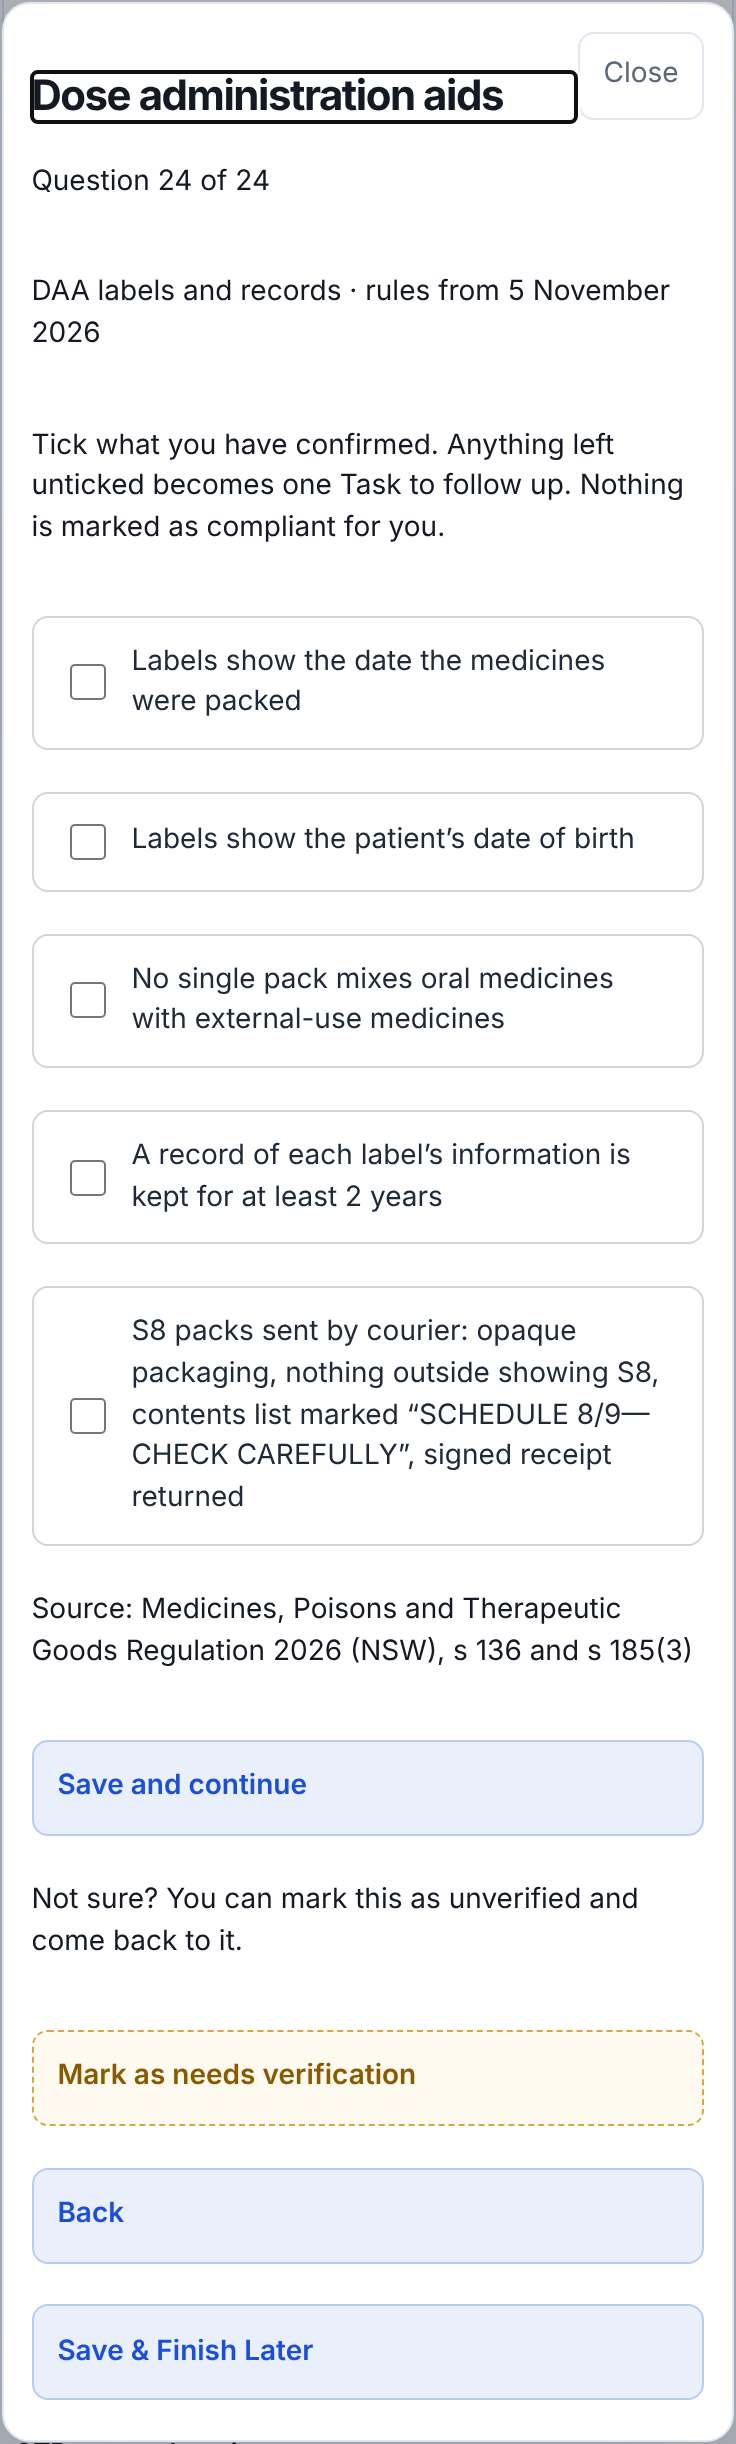 Dose administration aids
Close
Question 24 of 24
DAA labels and records · rules from 5 November
2026
Tick what you have confirmed. Anything left
unticked becomes one Task to follow up. Nothing
is marked as compliant for you.
Labels show the date the medicines
were packed
Labels show the patient’s date of birth
No single pack mixes oral medicines
with external-use medicines
A record of each label’s information is
kept for at least 2 years
S8 packs sent by courier: opaque
packaging, nothing outside showing S8,
contents list marked “SCHEDULE 8/9—
CHECK CAREFULLY”, signed receipt
returned
Source: Medicines, Poisons and Therapeutic
Goods Regulation 2026 (NSW), s 136 and s 185(3)
Save and continue
Not sure? You can mark this as unverified and
come back to it.
Mark as needs verification
Back
Save & Finish Later